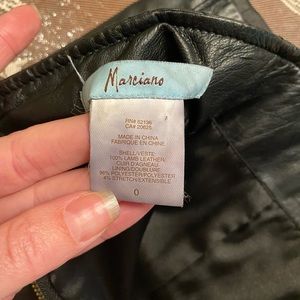 Marciano
RN# 62136
CA# 20625
MADE IN CHINA
FABRIQUE EN CHINE
SHELL/VERTE:
100% LAMB LEATHER/
CUIR D'AGNEAU
LINING/DOUBLURE
96% POLYESTER/POLYESTER
4% STRETCH/EXTENSIBLE
0